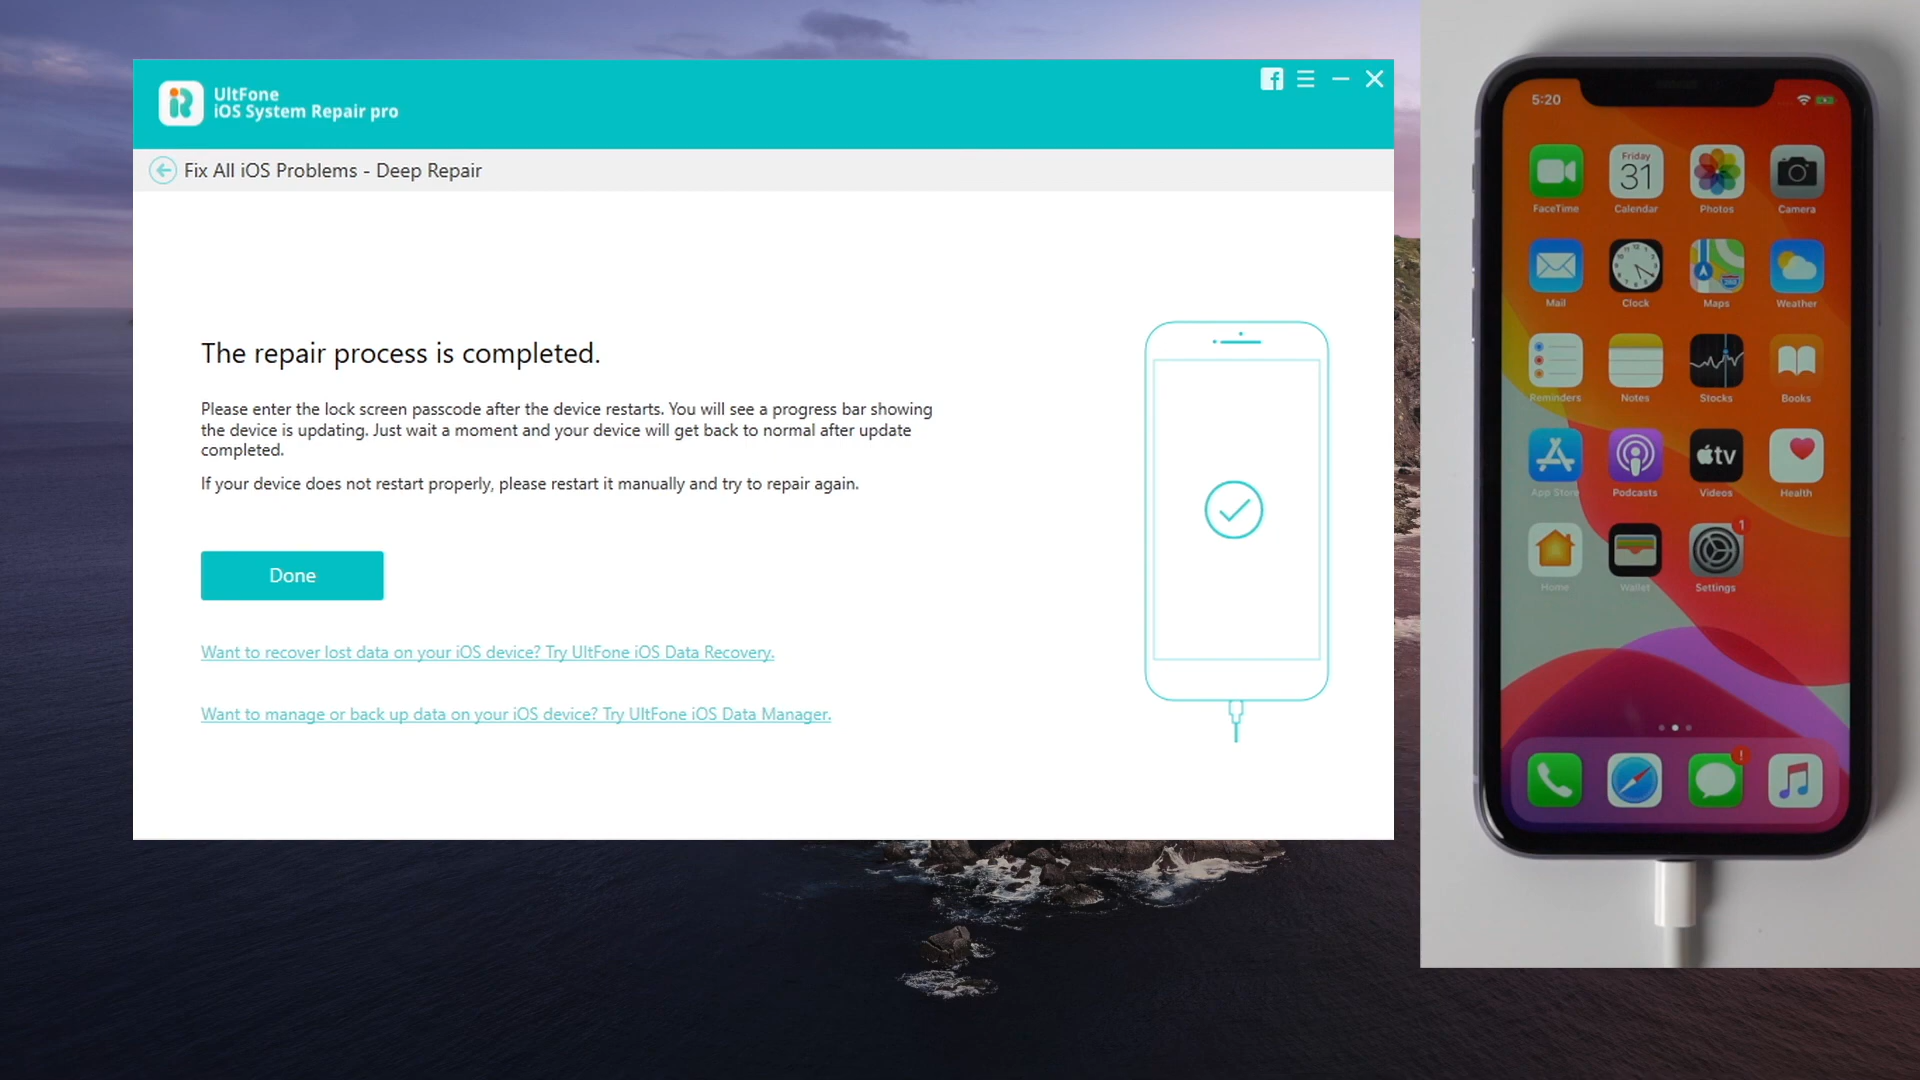 UltFone
iOS System Repair pro
Fix All iOS Problems - Deep Repair
The repair process is completed.
Please enter the lock screen passcode after the device restarts. You will see a progress bar showing
the device is updating. Just wait a moment and your device will get back to normal after update
completed.
If your device does not restart properly, please restart it manually and try to repair again.
Done
Want to recover lost data on your iOS device? Try UltFone iOS Data Recovery.
Want to manage or back up data on your iOS device? Try UltFone iOS Data Manager.
5:20
Friday
31
FaceTime
Calendar
Photos
Camera
Mail
Clock
Maps
Weather
Reminders
Notes
Stocks
Books
tv
App Store
Podcasts
Videos
Health
1
Home
Wallet
Settings
!